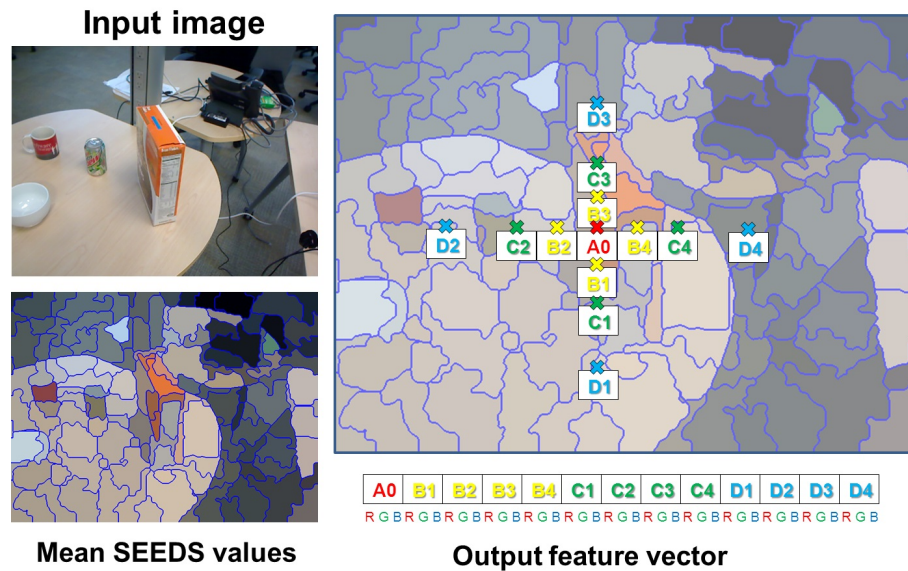 Input image
D3
C3
B3
D2 C2 B2 A0 B4 C4 D4
B1
C1
D1
A0 B1 B2 B3 B4 C1 C2 C3 C4 D1 D2 D3 D4
R G B R G B R G B R G B R G B R G B R G B R G B R G B R G B R G B R G B R G B
Mean SEEDS values
Output feature vector